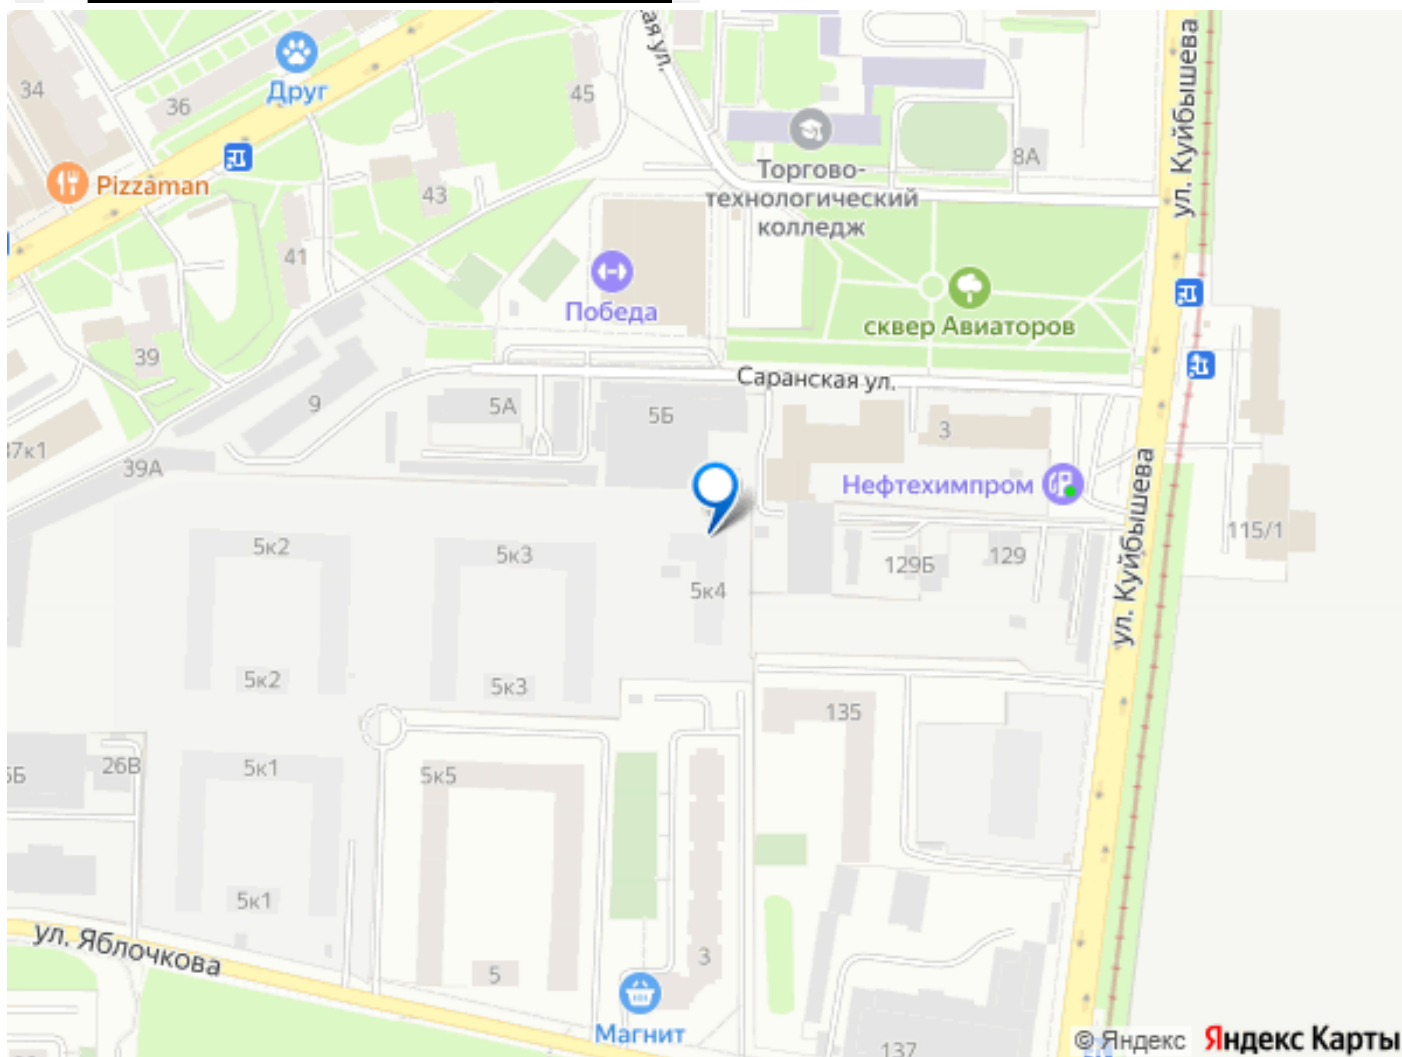 ул. Куйбышева
34
36
Друг
45
Pizzaman
43
41
39
Торгово-
технологический
колледж
8А
Победа
сквер Авиаторов
Саранская ул.
9
5А
5Б
3
39А
Нефтехимпром
115/1
5к2
5к3
5к4
129Б
129
ул. Куйбышева
5к2
5к3
135
26В
5к1
5к5
5к1
ул. Яблочкова
5
3
Магнит
137
© Яндекс
Яндекс Карты